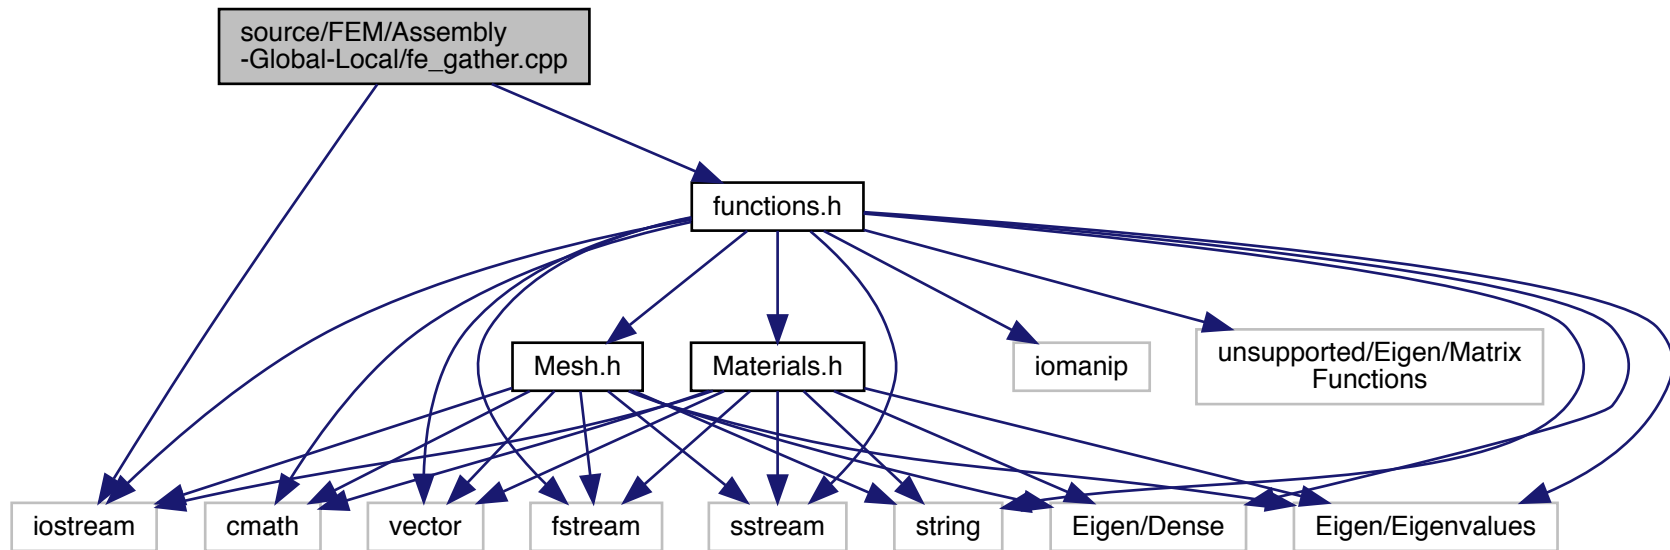 source/FEM/Assembly
-Global-Local/fe_gather.cpp
functions.h
Mesh.h
Materials.h
iomanip
unsupported/Eigen/Matrix
Functions
iostream
cmath
vector
fstream
sstream
string
Eigen/Dense
Eigen/Eigenvalues